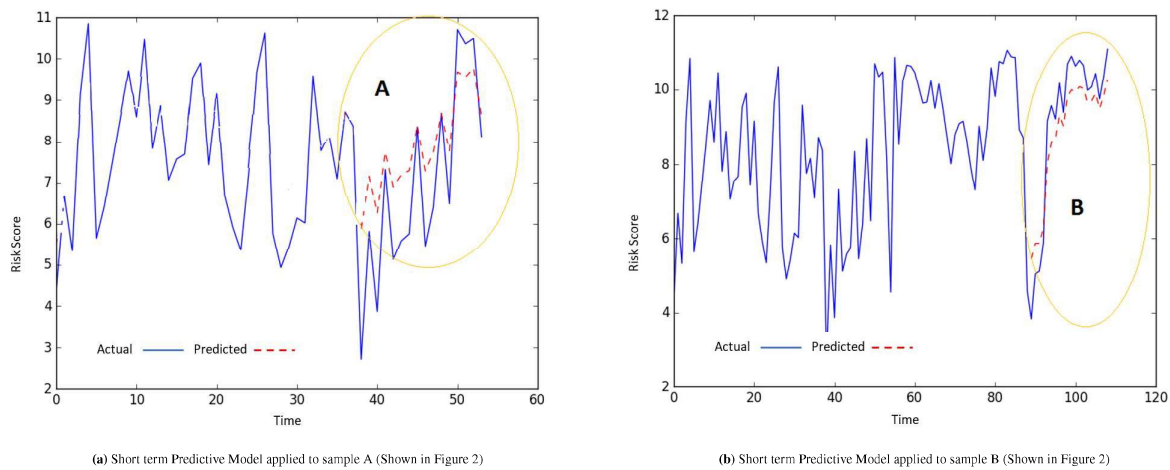 11
10
9
8
7
6
5
4
3
2
Risk Score
A
Actual
Predicted
0 10 20 30 40 50 60
Time
(a) Short term Predictive Model applied to sample A (Shown in Figure 2)
12
10
8
6
4
2
Risk Score
B
Actual
Predicted
0 20 40 60 80 100 120
Time
(b) Short term Predictive Model applied to sample B (Shown in Figure 2)